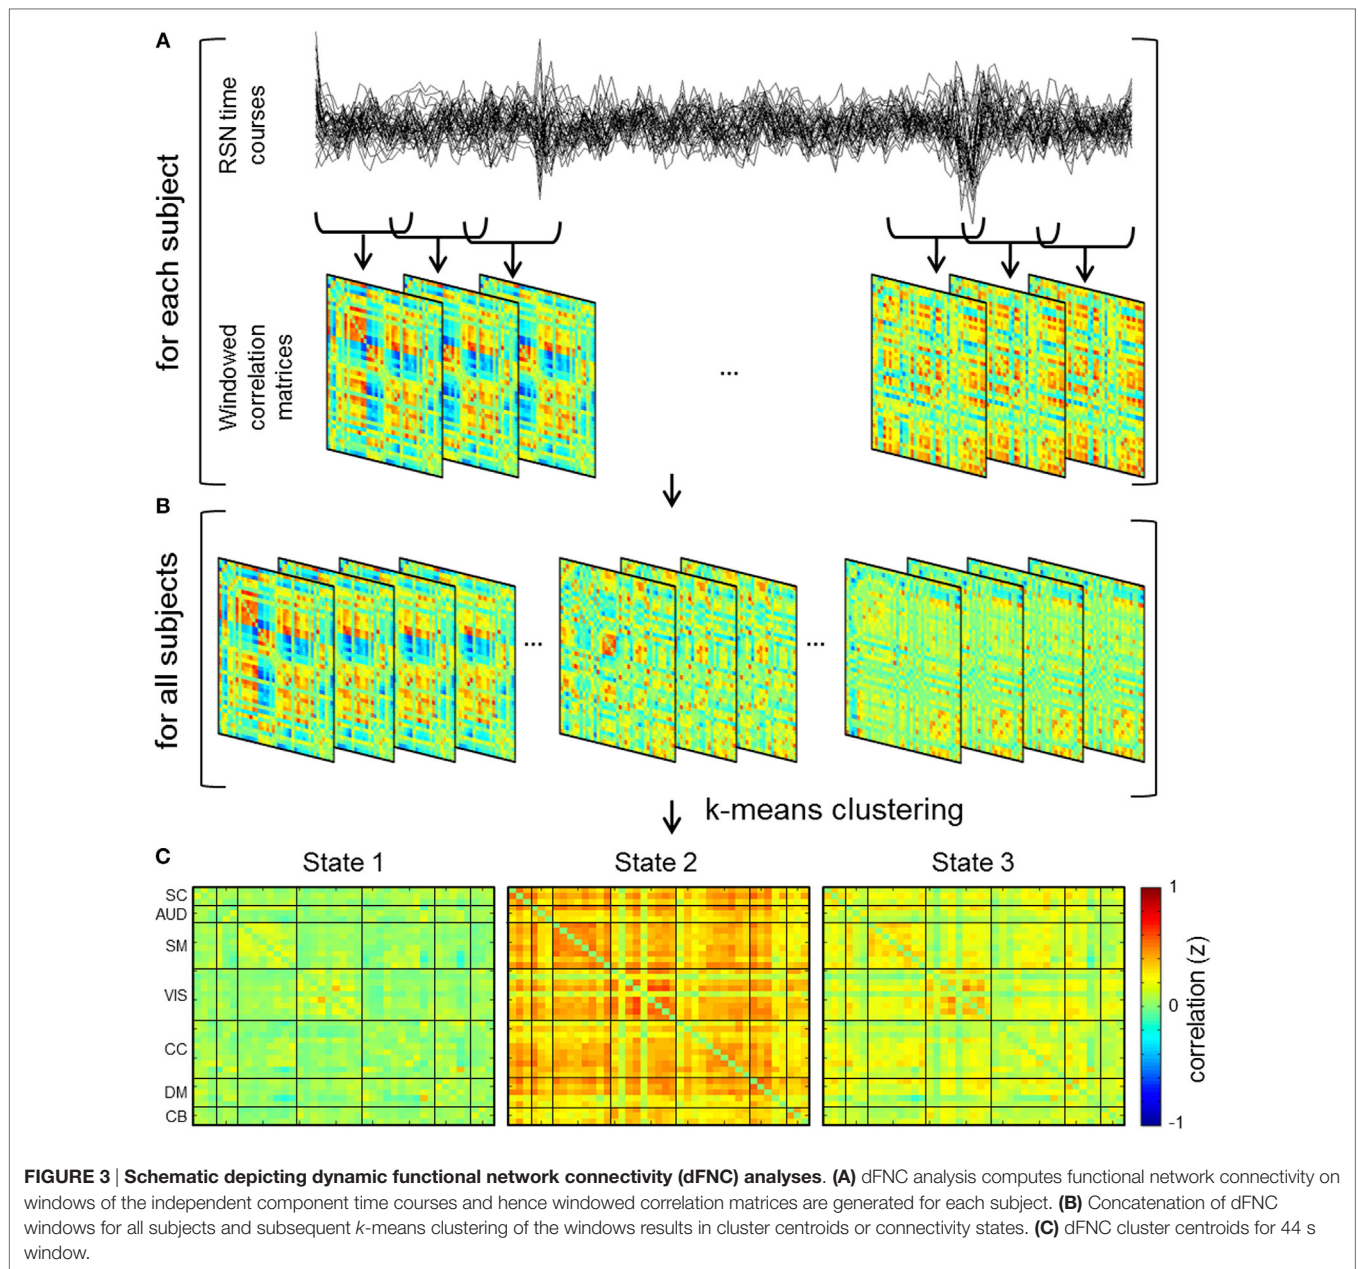 A
RSN time
courses
for each subject
Windowed
correlation
matrices
...
B
for all subjects
...
...
k-means clustering
C
State 1
State 2
State 3
SC
AUD
SM
VIS
CC
DM
CB
1
0
-1
correlation (z)
FIGURE 3 | Schematic depicting dynamic functional network connectivity (dFNC) analyses. (A) dFNC analysis computes functional network connectivity on
windows of the independent component time courses and hence windowed correlation matrices are generated for each subject. (B) Concatenation of dFNC
windows for all subjects and subsequent k-means clustering of the windows results in cluster centroids or connectivity states. (C) dFNC cluster centroids for 44 s
window.